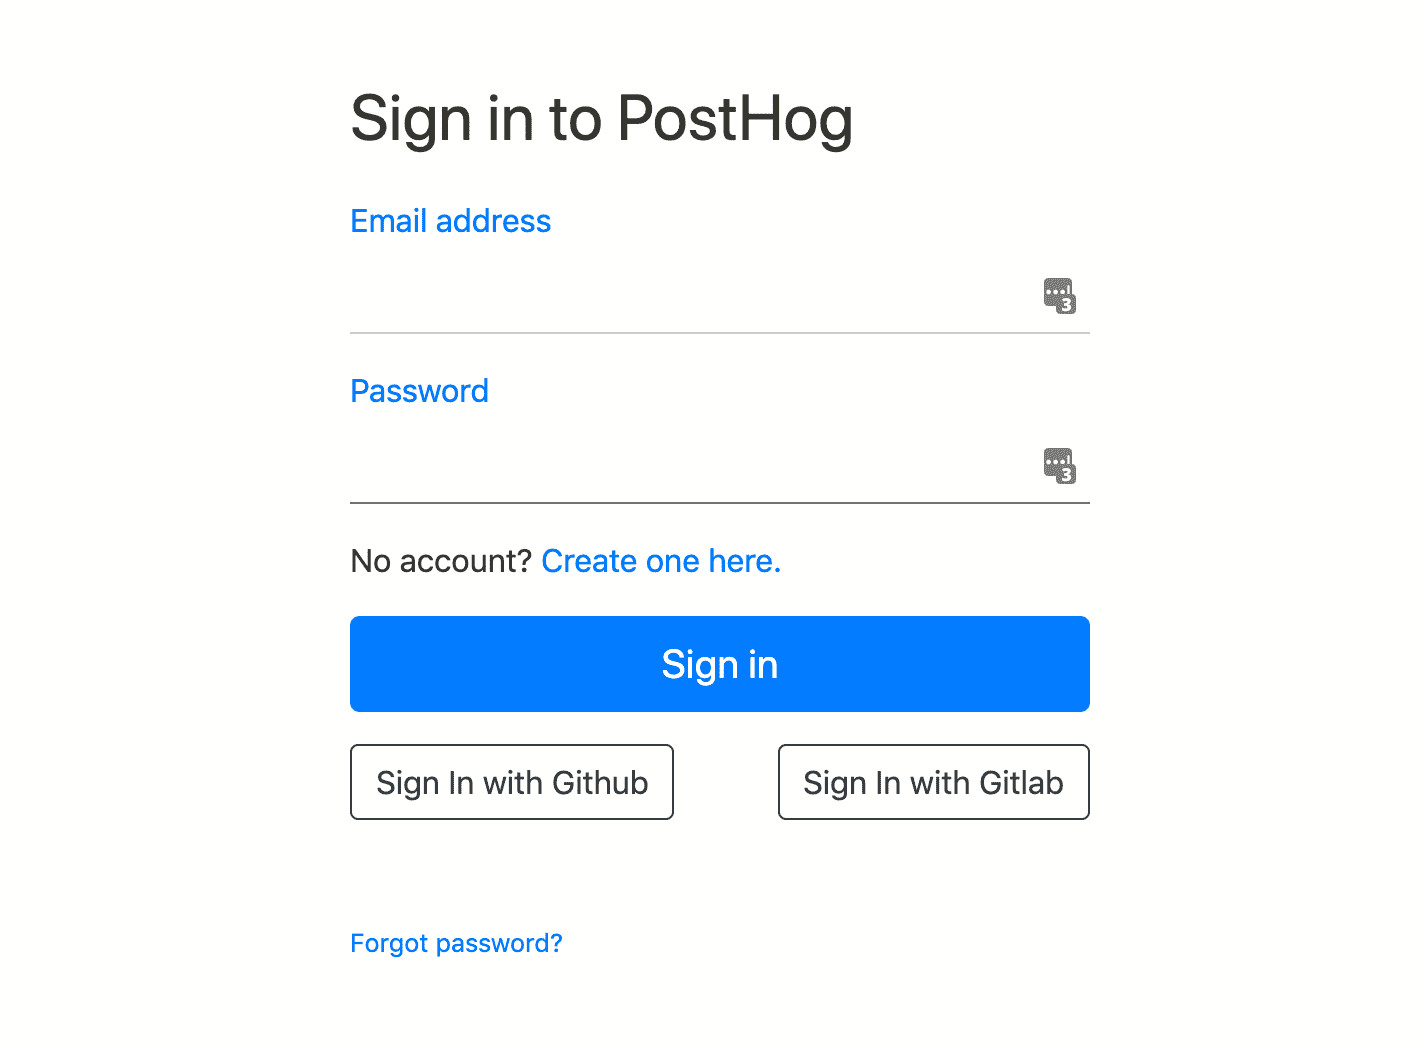 Sign in to PostHog
Email address
3
Password
3
No account? Create one here.
Sign in
Sign In with Github Sign In with Gitlab
Forgot password?